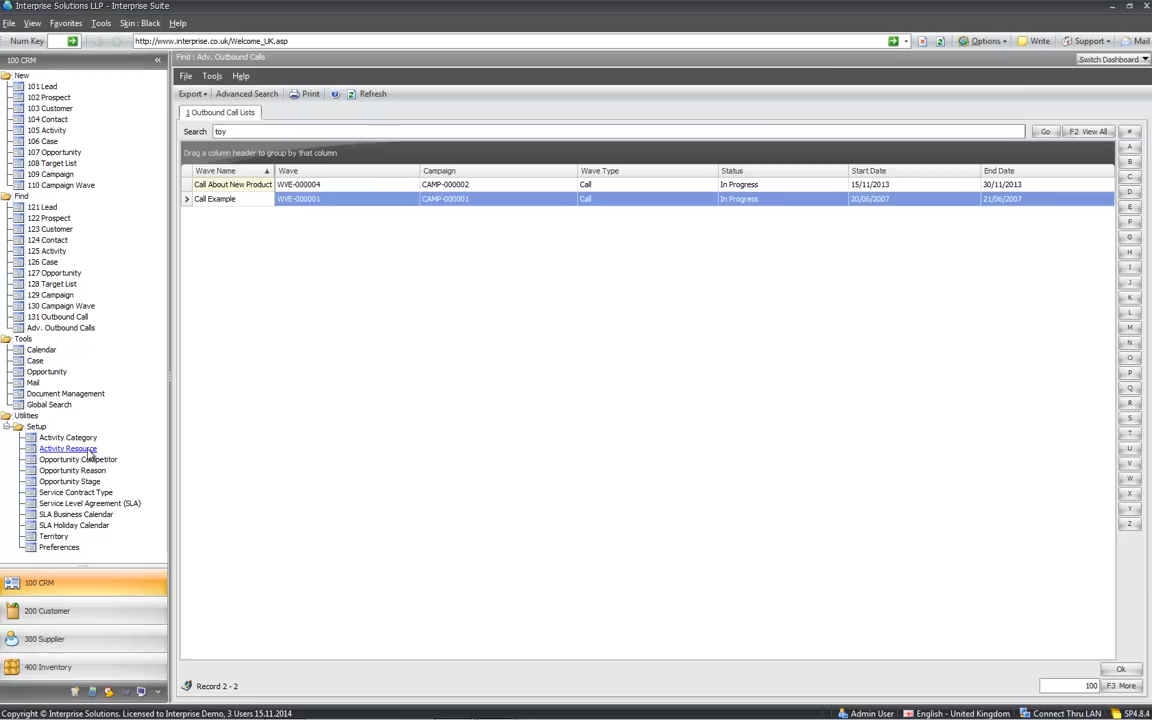 Interprise Solutions LLP - Interprise Suite
File View Favorites Tools Skin : Black Help
Num Key http://www.interprise.co.uk/Welcome_UK.asp Options Write Support Mail
100 CRM «
Find : Adv. Outbound Calls Switch Dashboard
New
101 Lead
102 Prospect
103 Customer
104 Contact
105 Activity
106 Case
107 Opportunity
108 Target List
109 Campaign
110 Campaign Wave
Find
121 Lead
122 Prospect
123 Customer
124 Contact
125 Activity
126 Case
127 Opportunity
128 Target List
129 Campaign
130 Campaign Wave
131 Outbound Call
Adv. Outbound Calls
Tools
Calendar
Case
Opportunity
Mail
Document Management
Global Search
Utilities
Setup
Activity Category
Activity Resource
Opportunity Competitor
Opportunity Reason
Opportunity Stage
Service Contract Type
Service Level Agreement (SLA)
SLA Business Calendar
SLA Holiday Calendar
Territory
Preferences
100 CRM
200 Customer
300 Supplier
400 Inventory
File Tools Help
Export Advanced Search Print Refresh
1 Outbound Call Lists
Search toy Go F2 View All
Drag a column header to group by that column
Wave Name Wave Campaign Wave Type Status Start Date End Date
Call About New Product WVE-000004 CAMP-000002 Call In Progress 15/11/2013 30/11/2013
Call Example WVE-000001 CAMP-000001 Call In Progress 20/06/2007 21/06/2007
#
A
B
C
D
E
F
G
H
I
J
K
L
M
N
O
P
Q
R
S
T
U
V
W
X
Y
Z
Ok
Record 2 - 2 100 F3 More
Interprise Solutions. Licensed to Interprise Demo, 3 Users 15.11.2014 Admin User English - United Kingdom Connect Thru LAN SP4.8.4